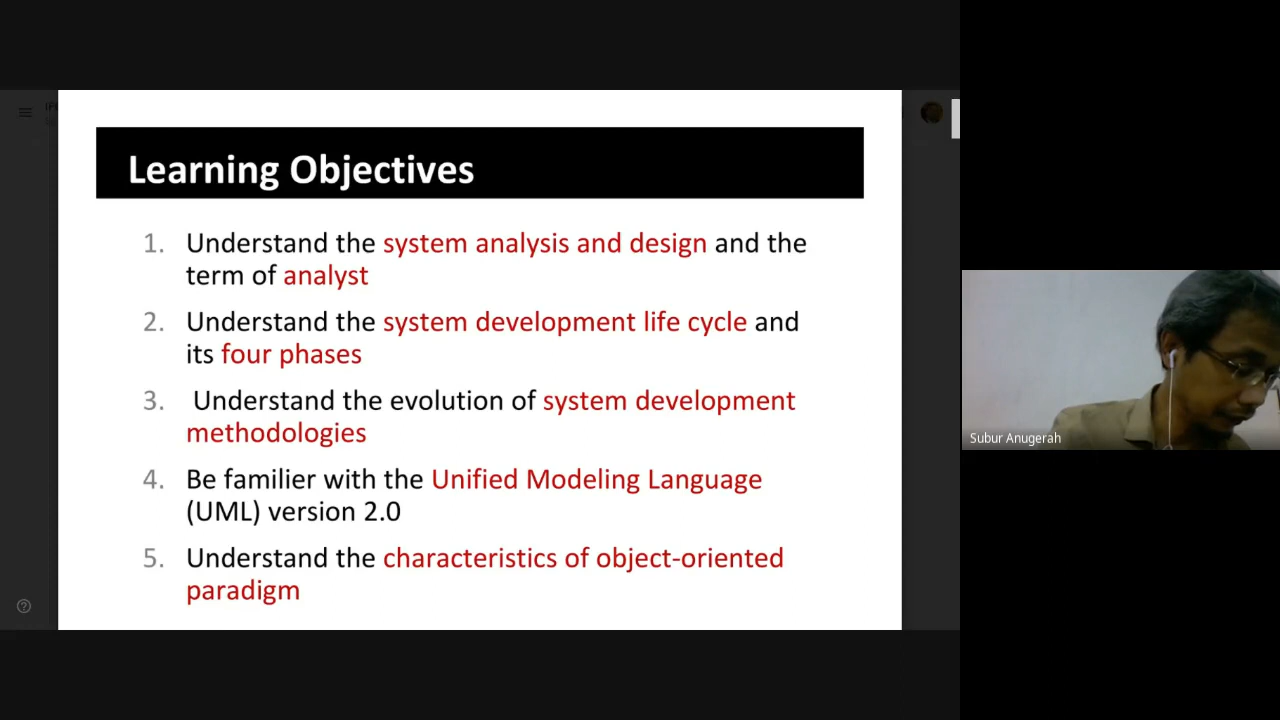 Learning Objectives
1. Understand the system analysis and design and the
term of analyst
2. Understand the system development life cycle and
its four phases
3. Understand the evolution of system development
methodologies
4. Be familier with the Unified Modeling Language
(UML) version 2.0
5. Understand the characteristics of object-oriented
paradigm
Subur Anugerah